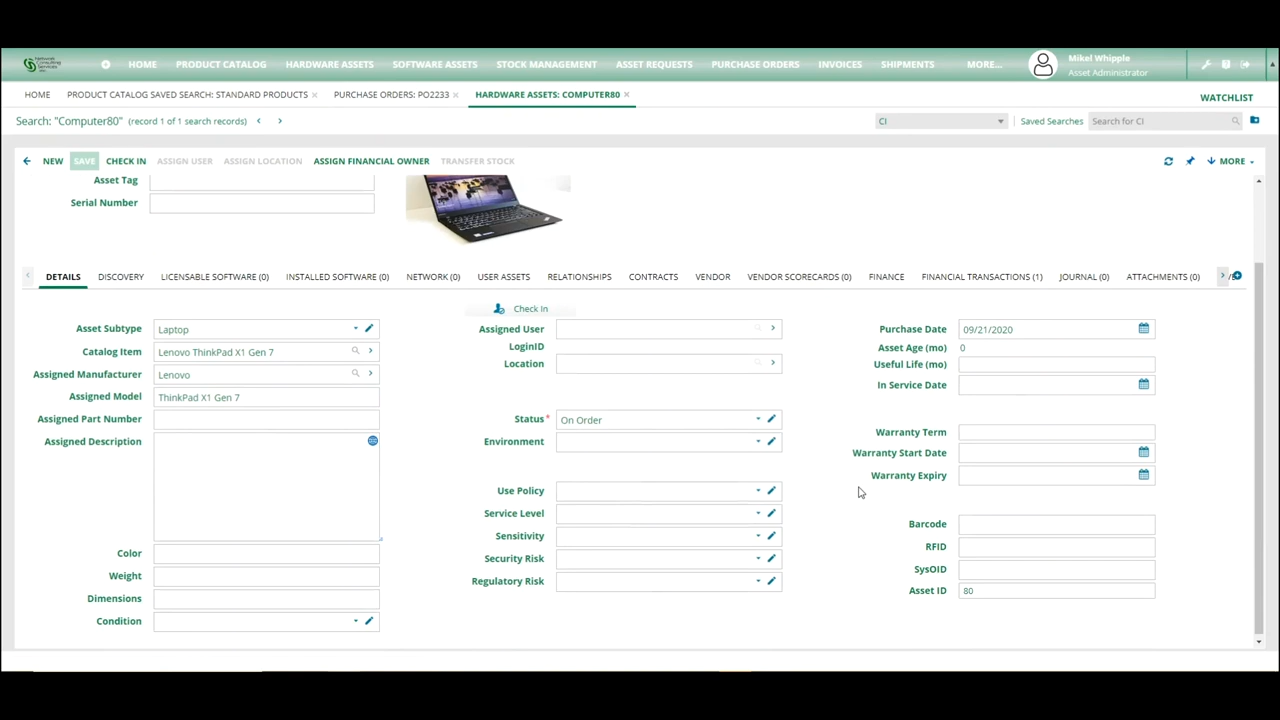 Network
Consulting
Services
HOME PRODUCT CATALOG HARDWARE ASSETS SOFTWARE ASSETS STOCK MANAGEMENT ASSET REQUESTS PURCHASE ORDERS INVOICES SHIPMENTS MORE...
Mikel Whipple
Asset Administrator
HOME PRODUCT CATALOG SAVED SEARCH: STANDARD PRODUCTS × PURCHASE ORDERS: PO2233 × HARDWARE ASSETS: COMPUTER80 ×
WATCHLIST
Search: "Computer80" (record 1 of 1 search records) < > CI Saved Searches Search for CI
NEW SAVE CHECK IN ASSIGN USER ASSIGN LOCATION ASSIGN FINANCIAL OWNER TRANSFER STOCK MORE
Asset Tag
Serial Number
DETAILS DISCOVERY LICENSABLE SOFTWARE (0) INSTALLED SOFTWARE (0) NETWORK (0) USER ASSETS RELATIONSHIPS CONTRACTS VENDOR VENDOR SCORECARDS (0) FINANCE FINANCIAL TRANSACTIONS (1) JOURNAL (0) ATTACHMENTS (0)
Check In
Asset Subtype Laptop Assigned User Purchase Date 09/21/2020
LoginID Asset Age (mo) 0
Catalog Item Lenovo ThinkPad X1 Gen 7 Location Useful Life (mo)
Assigned Manufacturer Lenovo In Service Date
Assigned Model ThinkPad X1 Gen 7
Assigned Part Number Status* On Order Warranty Term
Assigned Description Environment Warranty Start Date
Warranty Expiry
Use Policy
Service Level Barcode
Sensitivity RFID
Color Security Risk SysOID
Weight Regulatory Risk Asset ID 80
Dimensions
Condition